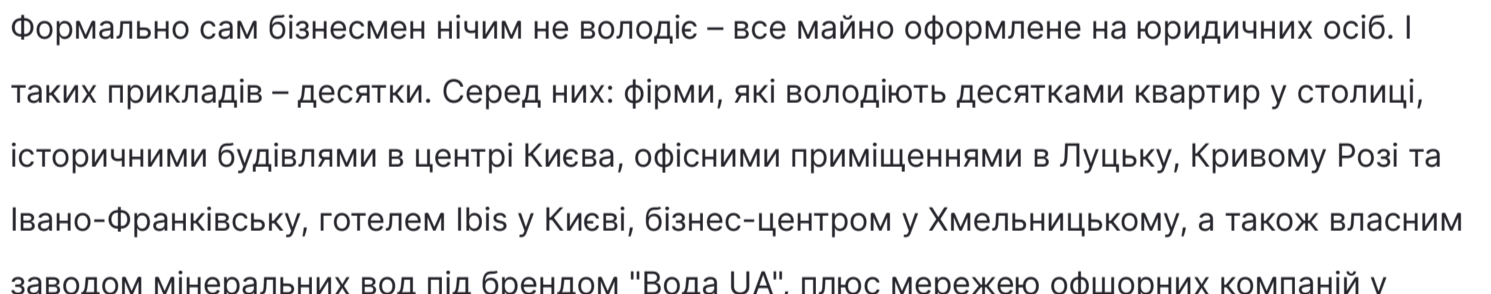 Формально сам бізнесмен нічим не володіє – все майно оформлене на юридичних осіб. І
таких прикладів – десятки. Серед них: фірми, які володіють десятками квартир у столиці,
історичними будівлями в центрі Києва, офісними приміщеннями в Луцьку, Кривому Розі та
Івано-Франківську, готелем Ibis у Києві, бізнес-центром у Хмельницькому, а також власним
заводом мінеральних вод під брендом "Вода UA", плюс мережею офшорних компаній у